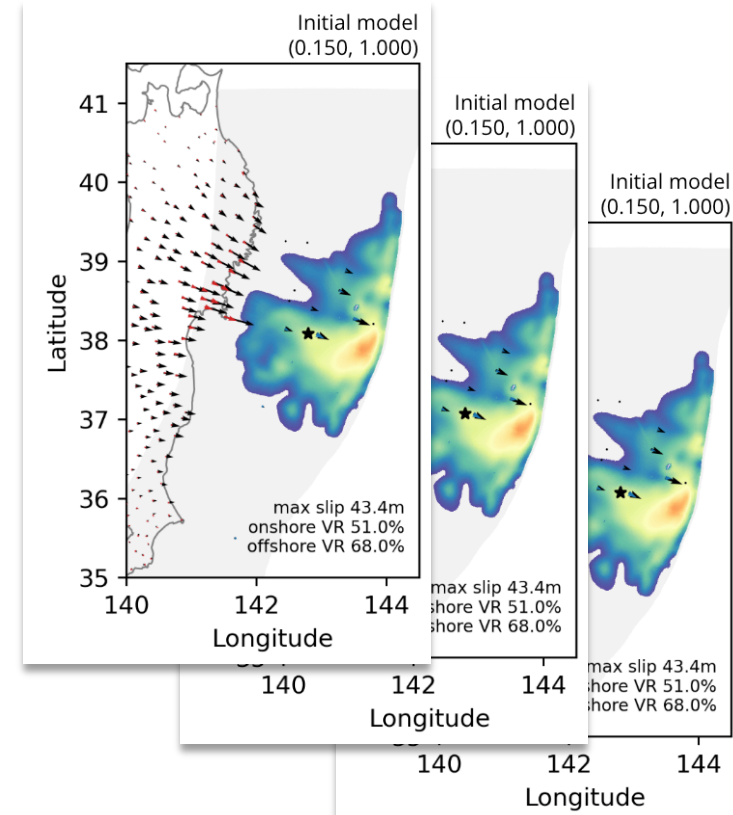 Initial model
(0.150, 1.000)
41
40
39
38
37
36
35
Latitude
max slip 43.4m
onshore VR 51.0%
offshore VR 68.0%
140 142 144
Longitude
Initial model
(0.150, 1.000)
max slip 43.4m
shore VR 51.0%
shore VR 68.0%
140 142 144
Longitude
Initial model
(0.150, 1.000)
max slip 43.4m
shore VR 51.0%
shore VR 68.0%
140 142 144
Longitude